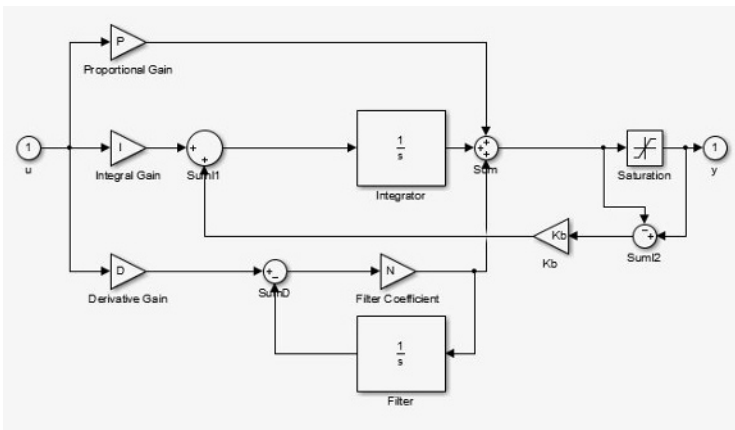 P
Proportional Gain
1
u
I
Integral Gain
+
+
SumI1
1
s
Integrator
+
+
+
Sum
Saturation
1
y
Kb
Kb
−
+
SumI2
D
Derivative Gain
+
−
SumD
N
Filter Coefficient
1
s
Filter